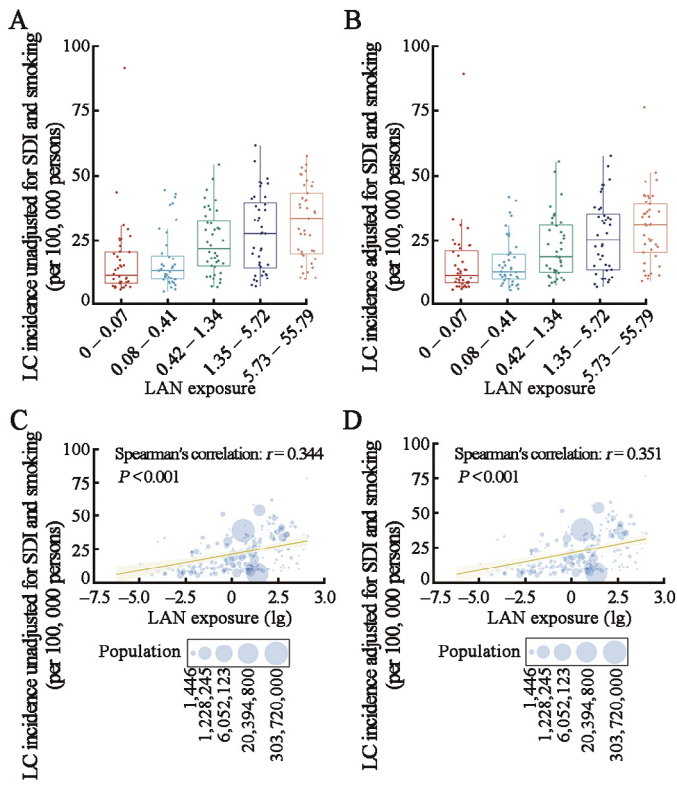 A
LC incidence unadjusted for SDI and smoking
(per 100, 000 persons)
100
75
50
25
0
0 – 0.07
0.08 – 0.41
0.42 – 1.34
1.35 – 5.72
5.73 – 55.79
LAN exposure
B
LC incidence adjusted for SDI and smoking
(per 100, 000 persons)
100
75
50
25
0
0 – 0.07
0.08 – 0.41
0.42 – 1.34
1.35 – 5.72
5.73 – 55.79
LAN exposure
C
LC incidence unadjusted for SDI and smoking
(per 100, 000 persons)
100
75
50
25
0
Spearman's correlation: r = 0.344
P < 0.001
–7.5 –5.0 –2.5 0 2.5 3.0
LAN exposure (lg)
Population
1,446
1,228,245
6,052,123
20,394,800
303,720,000
D
LC incidence adjusted for SDI and smoking
(per 100, 000 persons)
100
75
50
25
0
Spearman's correlation: r = 0.351
P < 0.001
–7.5 –5.0 –2.5 0 2.5 3.0
LAN exposure (lg)
Population
1,446
1,228,245
6,052,123
20,394,800
303,720,000